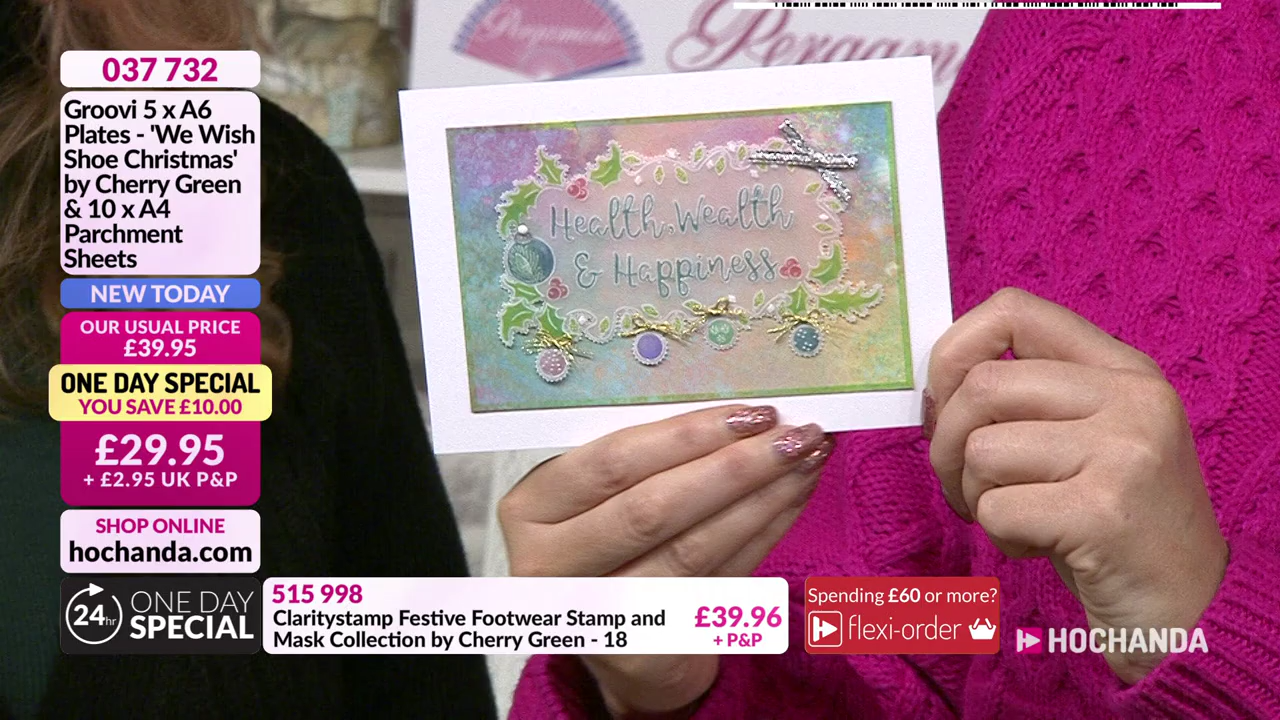 037 732
Groovi 5 x A6
Plates - 'We Wish
Shoe Christmas'
by Cherry Green
& 10 x A4
Parchment
Sheets
NEW TODAY
OUR USUAL PRICE
£39.95
ONE DAY SPECIAL
YOU SAVE £10.00
£29.95
+ £2.95 UK P&P
SHOP ONLINE
hochanda.com
24hr
ONE DAY
SPECIAL
Pergamano
Pergam
Health, Wealth
& Happiness
515 998
Claritystamp Festive Footwear Stamp and
Mask Collection by Cherry Green - 18
£39.96
+ P&P
Spending £60 or more?
flexi-order
HOCHANDA